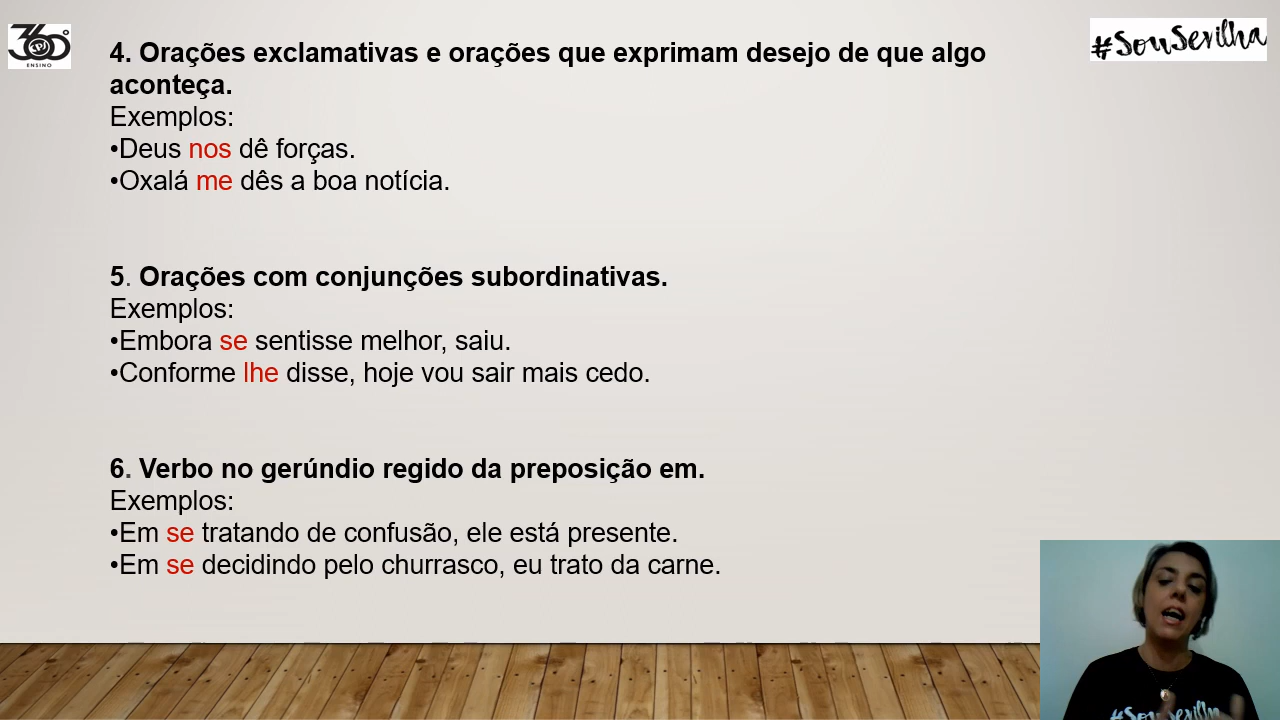 360°
ENSINO
#SouSevilha
4. Orações exclamativas e orações que exprimam desejo de que algo
aconteça.
Exemplos:
•Deus nos dê forças.
•Oxalá me dês a boa notícia.
5. Orações com conjunções subordinativas.
Exemplos:
•Embora se sentisse melhor, saiu.
•Conforme lhe disse, hoje vou sair mais cedo.
6. Verbo no gerúndio regido da preposição em.
Exemplos:
•Em se tratando de confusão, ele está presente.
•Em se decidindo pelo churrasco, eu trato da carne.
#SouSevilha